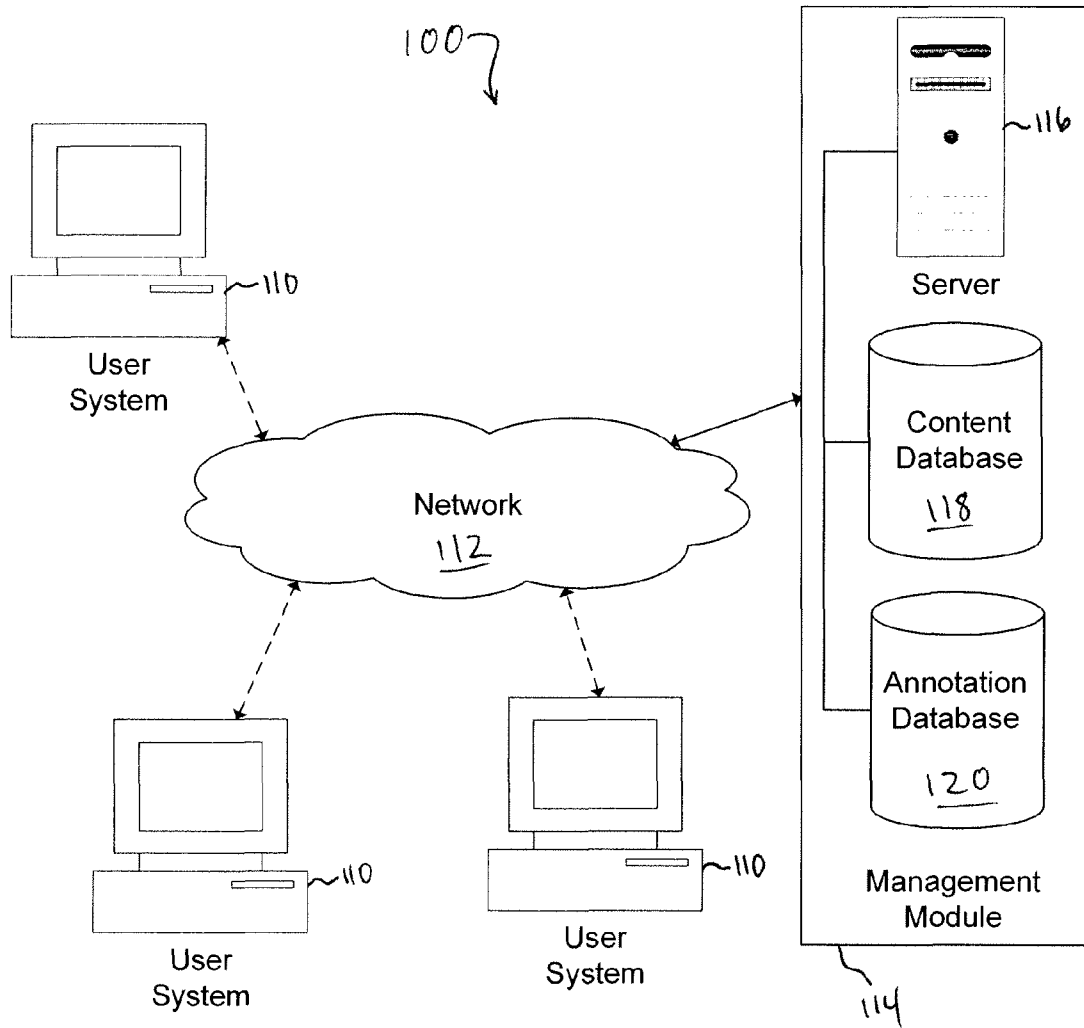 100
116
Server
110
User
System
Content
Database
118
Network
112
Annotation
Database
120
110
User
System
110
User
System
Management
Module
114